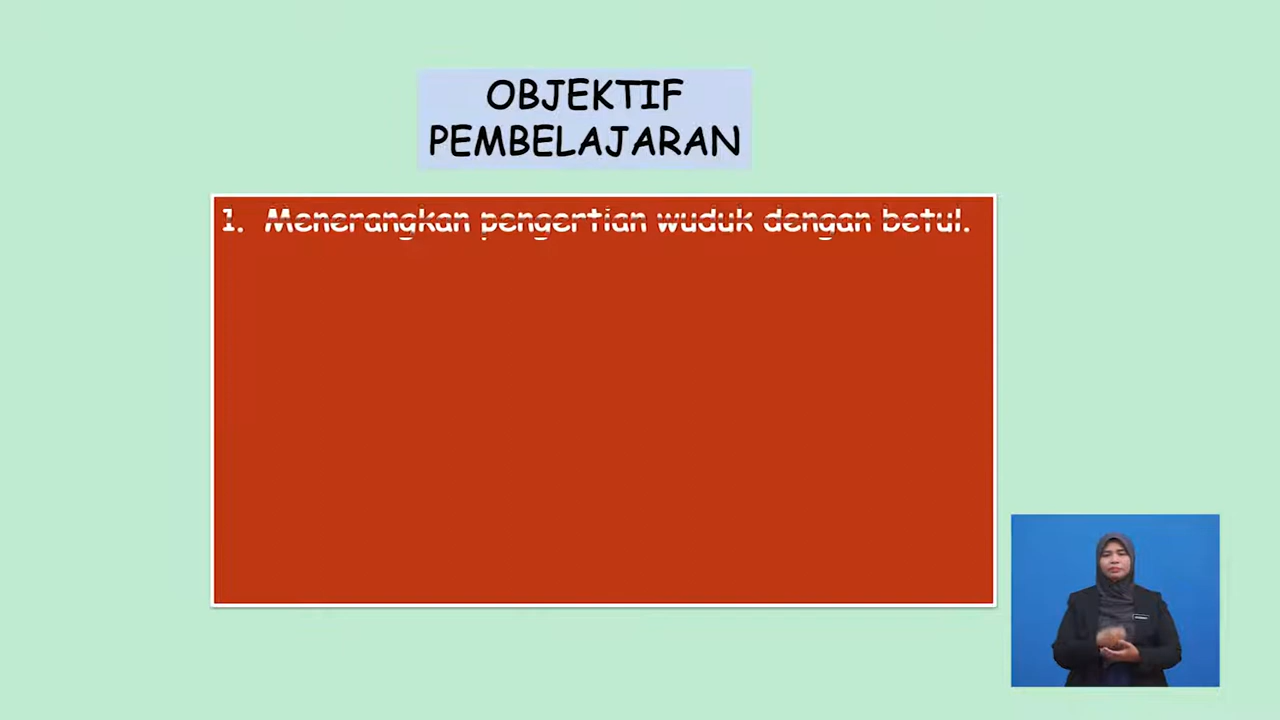 OBJEKTIF
PEMBELAJARAN
1. Menerangkan pengertian wuduk dengan betul.